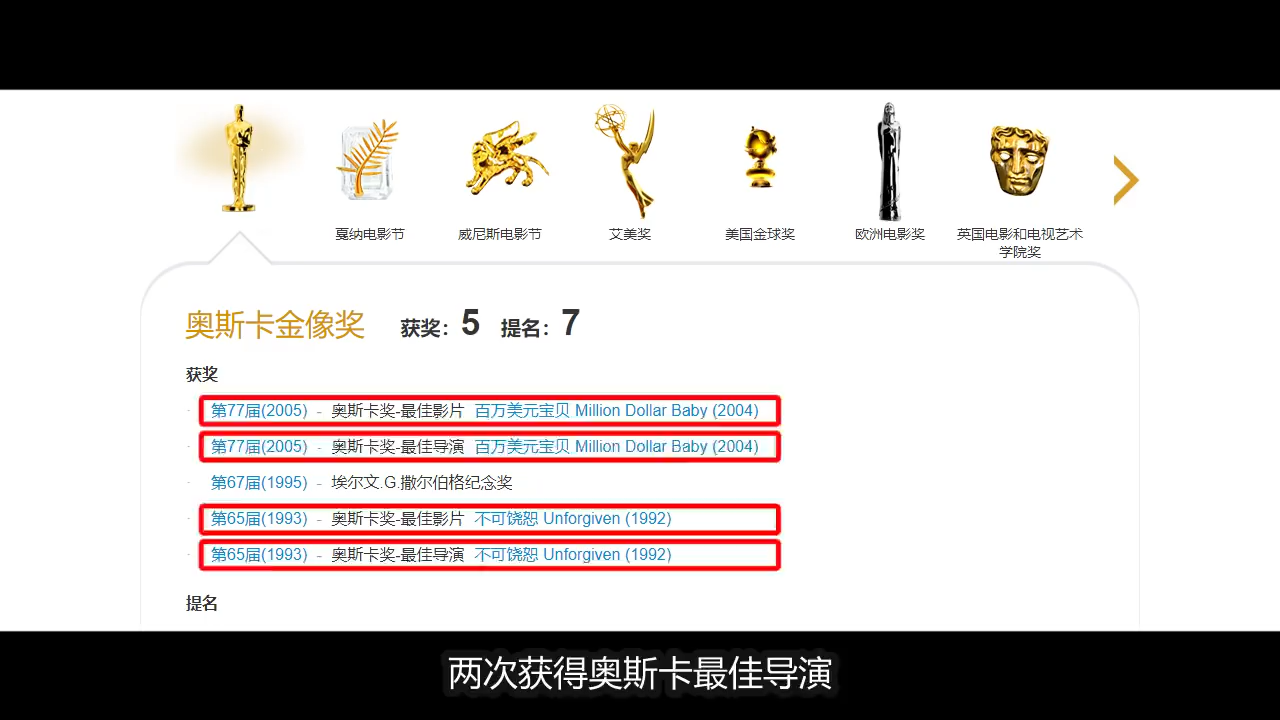 戛纳电影节
威尼斯电影节
艾美奖
美国金球奖
欧洲电影奖
英国电影和电视艺术
学院奖
奥斯卡金像奖 获奖：5 提名：7
获奖
· 第77届(2005) - 奥斯卡奖-最佳影片 百万美元宝贝 Million Dollar Baby (2004)
· 第77届(2005) - 奥斯卡奖-最佳导演 百万美元宝贝 Million Dollar Baby (2004)
· 第67届(1995) - 埃尔文.G.撒尔伯格纪念奖
· 第65届(1993) - 奥斯卡奖-最佳影片 不可饶恕 Unforgiven (1992)
· 第65届(1993) - 奥斯卡奖-最佳导演 不可饶恕 Unforgiven (1992)
提名
两次获得奥斯卡最佳导演